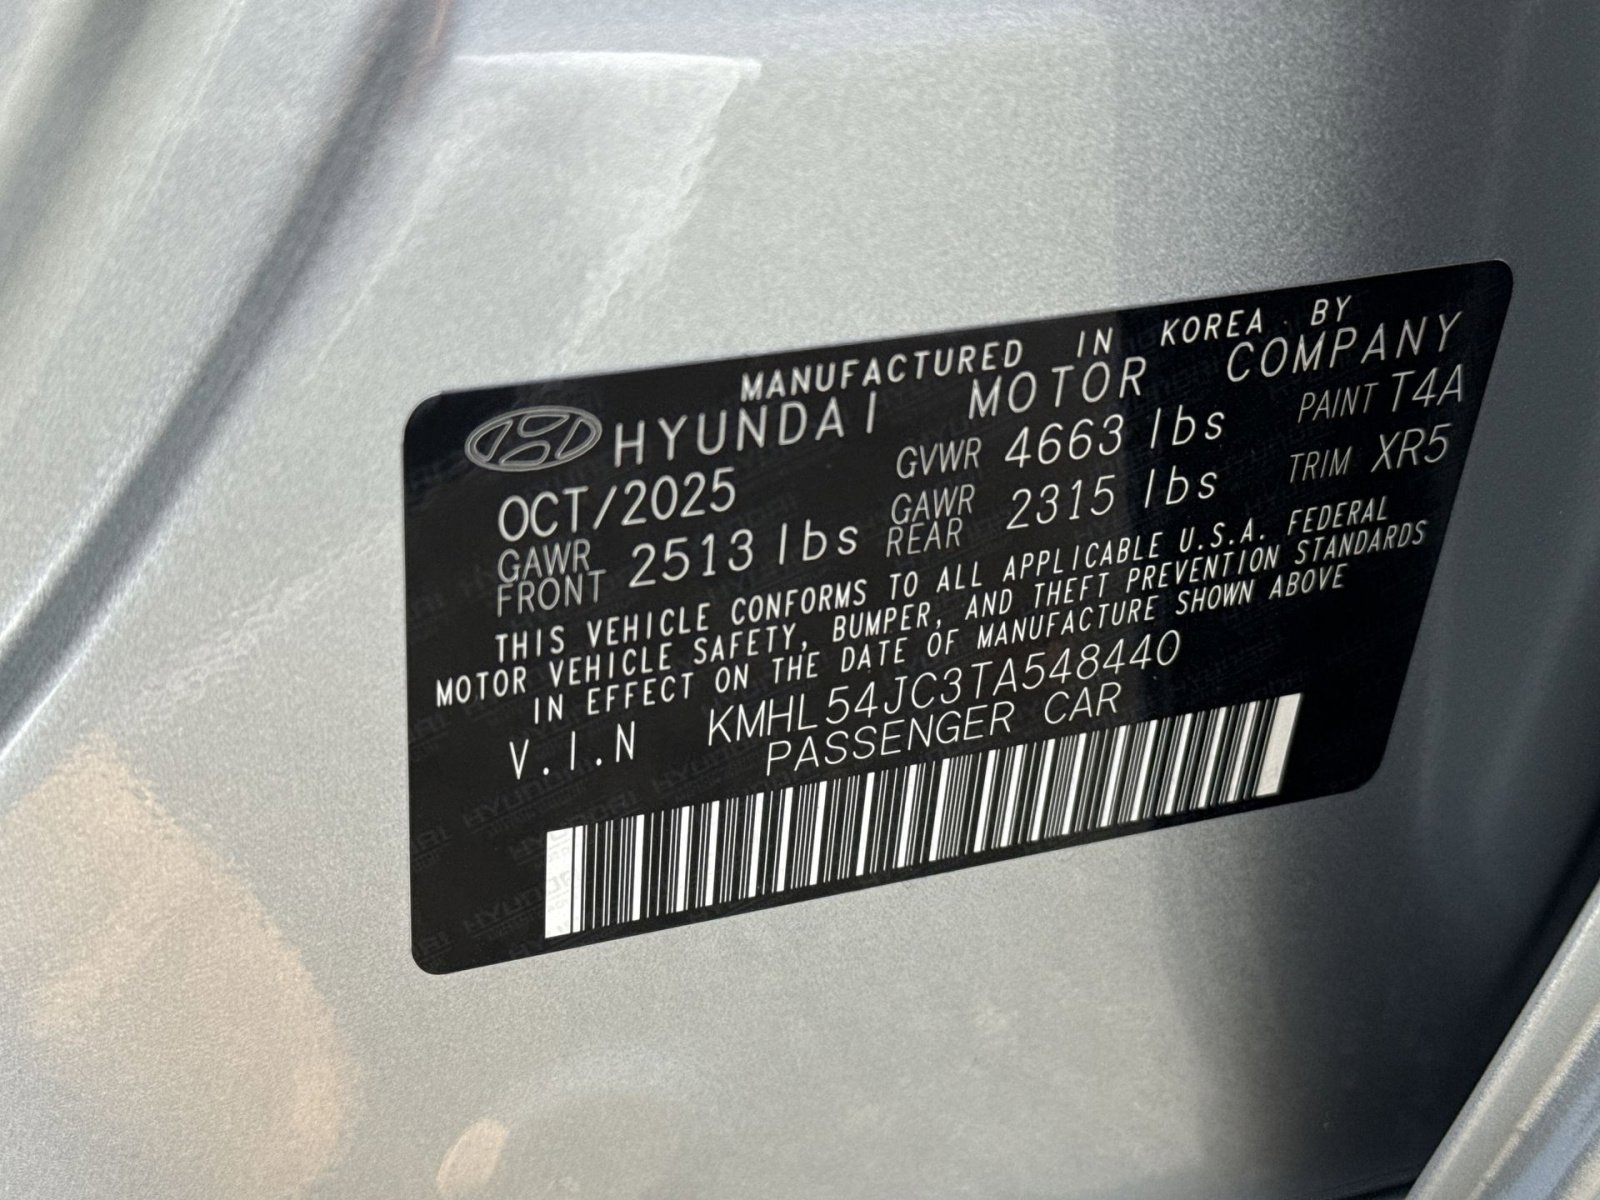 MANUFACTURED IN KOREA BY
HYUNDAI MOTOR COMPANY
OCT/2025 GVWR 4663 lbs PAINT T4A
GAWR FRONT 2513 lbs GAWR REAR 2315 lbs TRIM XR5
THIS VEHICLE CONFORMS TO ALL APPLICABLE U.S.A. FEDERAL
MOTOR VEHICLE SAFETY, BUMPER, AND THEFT PREVENTION STANDARDS
IN EFFECT ON THE DATE OF MANUFACTURE SHOWN ABOVE
V.I.N KMHL54JC3TA548440
PASSENGER CAR